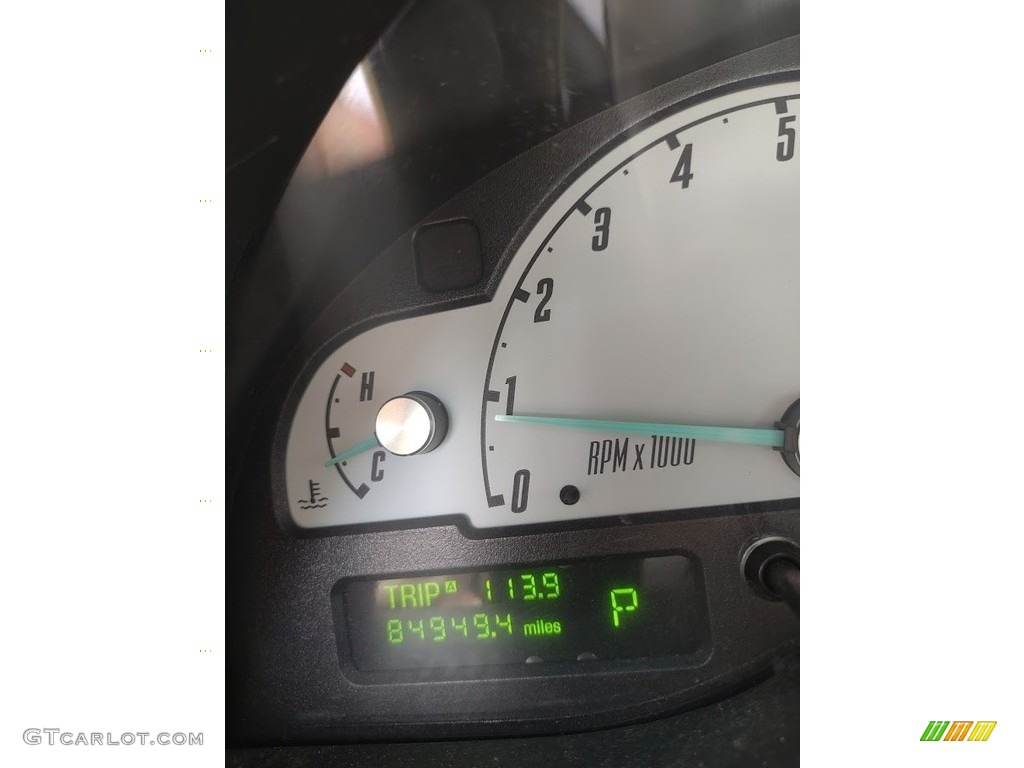 5
4
3
2
1
H
RPM x 1000
C
0
TRIP A 113.9
P
84949.4 miles
GTCARLOT.COM